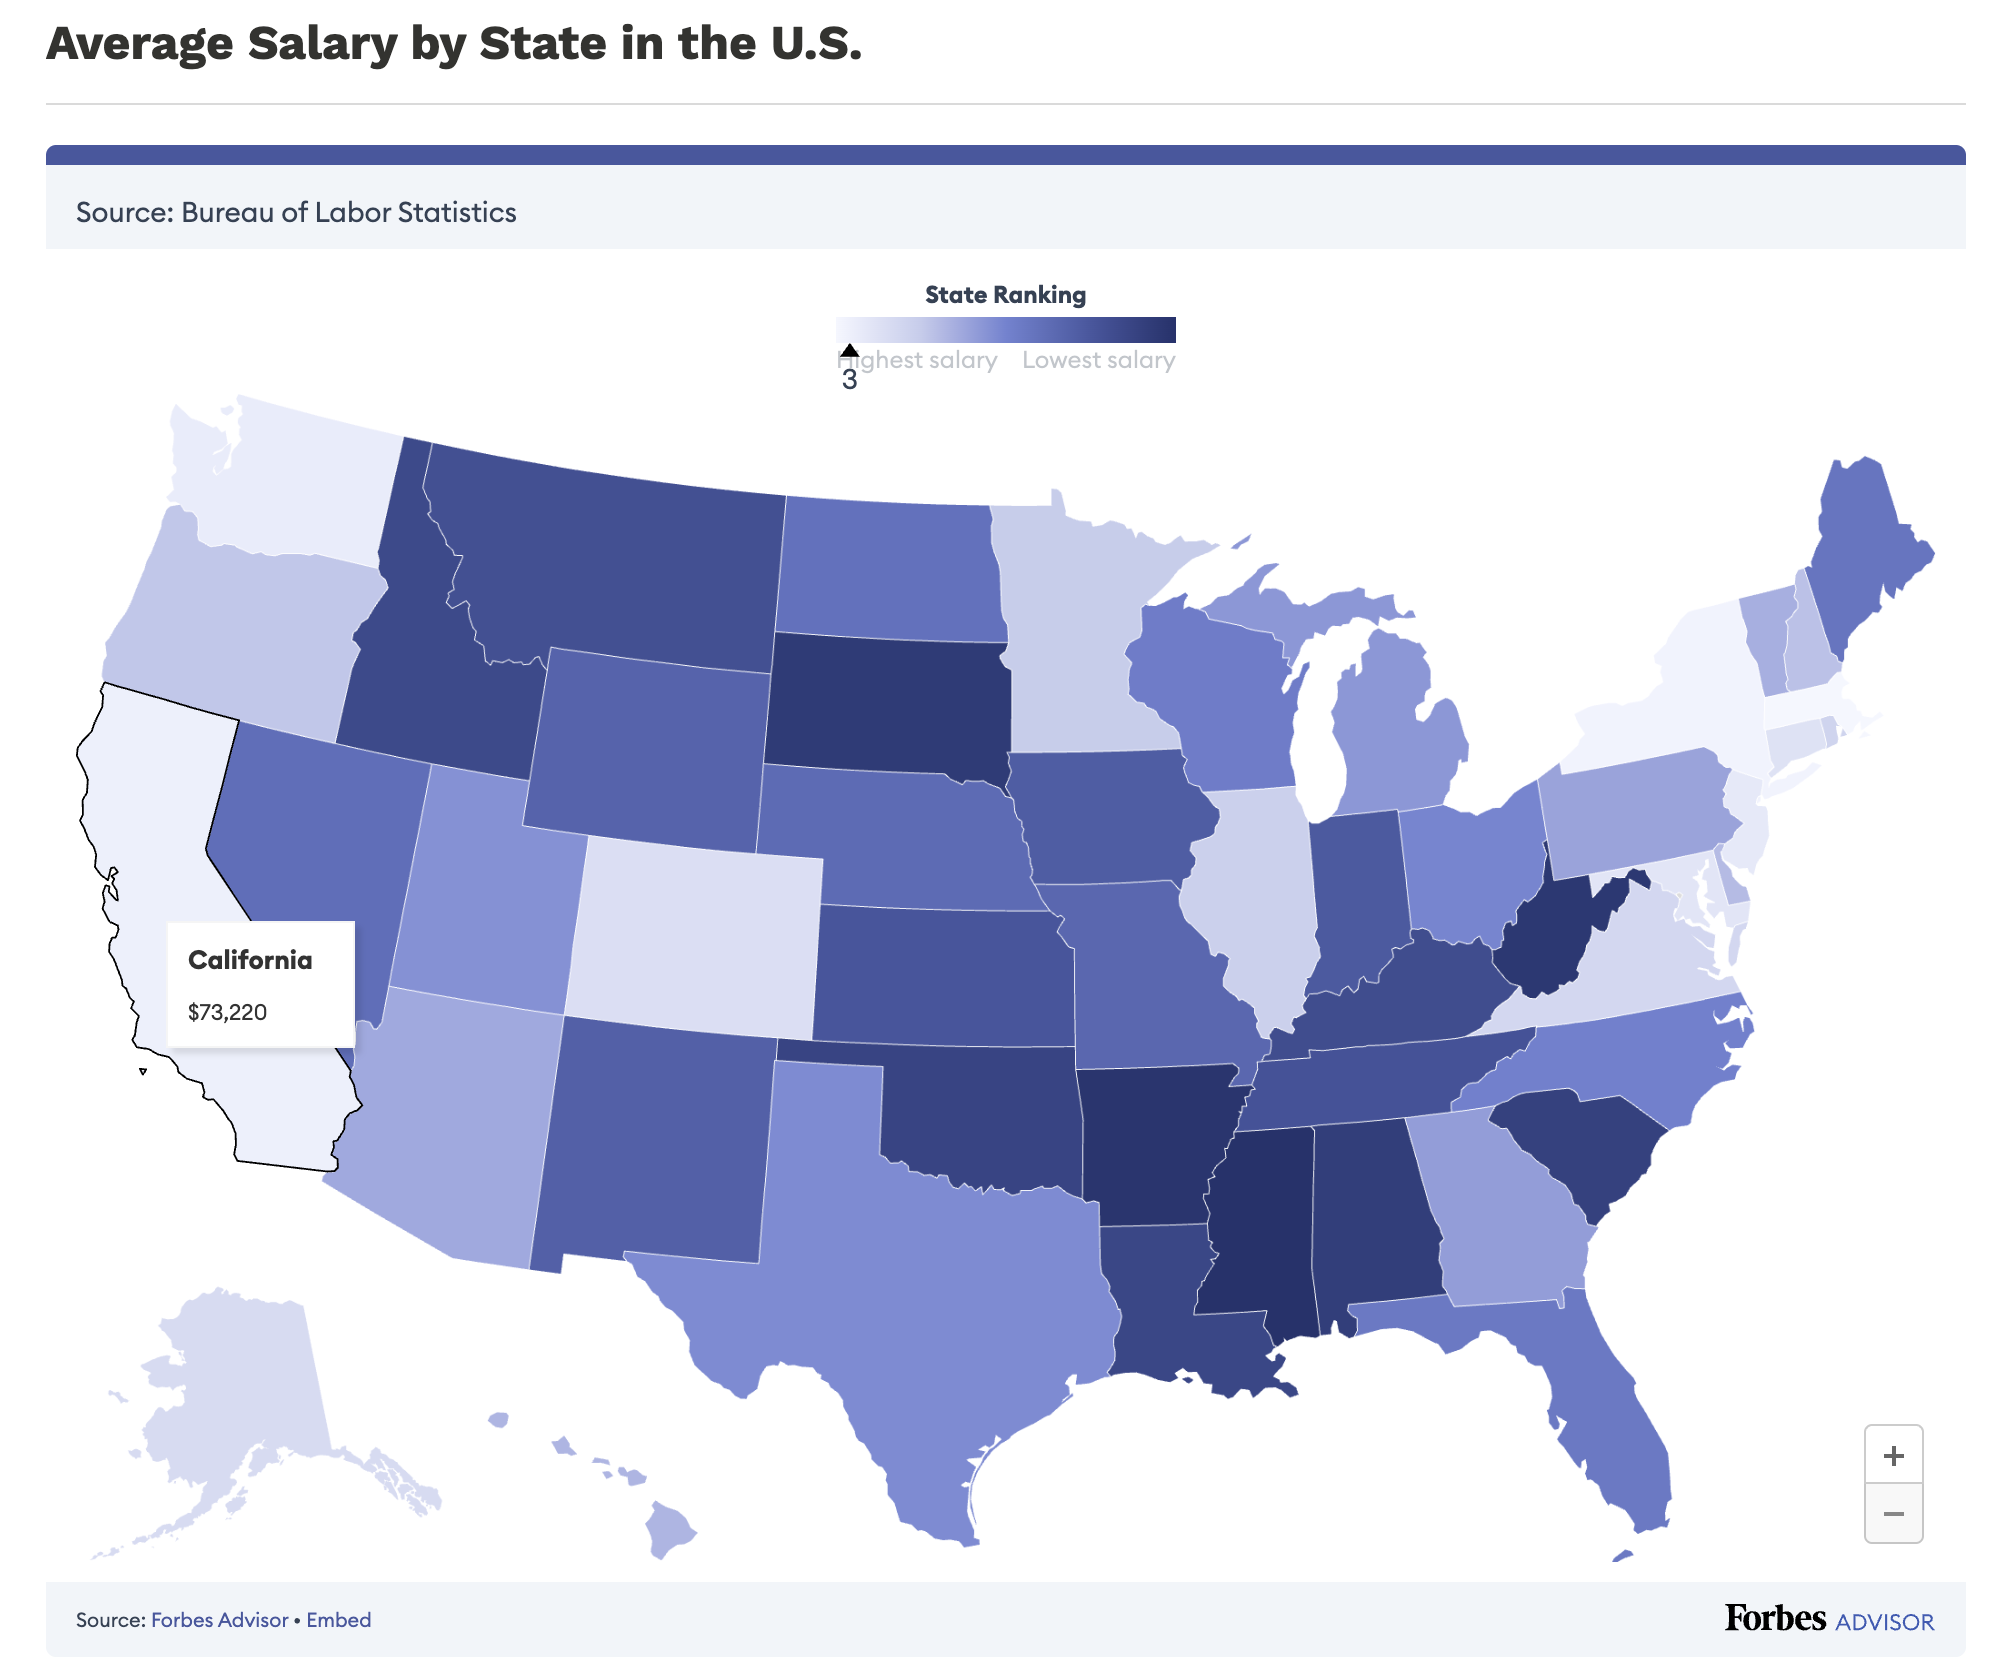 Average Salary by State in the U.S.
Source: Bureau of Labor Statistics
State Ranking
Highest salary Lowest salary
3
California
$73,220
+
−
Source: Forbes Advisor • Embed
Forbes ADVISOR